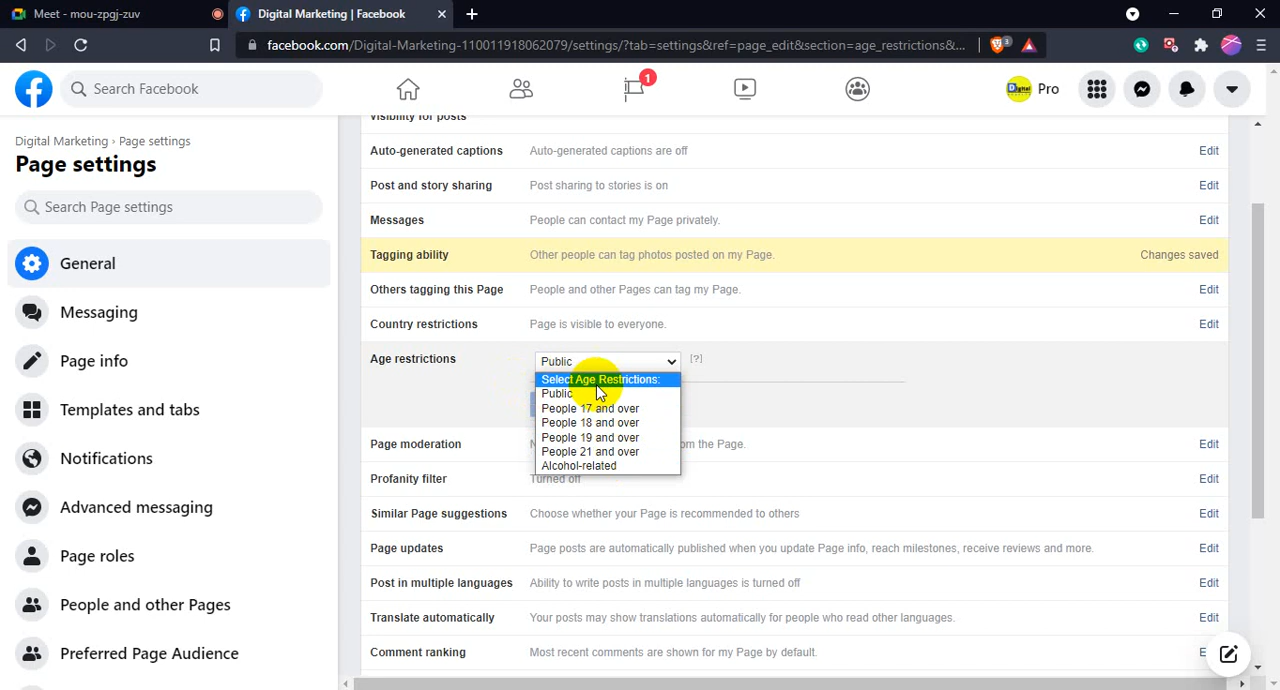 Meet - mou-zpgj-zuv
Digital Marketing | Facebook
facebook.com/Digital-Marketing-110011918062079/settings/?tab=settings&ref=page_edit&section=age_restrictions&...
3
Search Facebook
1
Pro
Digital Marketing › Page settings
Page settings
Search Page settings
General
Messaging
Page info
Templates and tabs
Notifications
Advanced messaging
Page roles
People and other Pages
Preferred Page Audience
Visibility for posts
Auto-generated captions Auto-generated captions are off Edit
Post and story sharing Post sharing to stories is on Edit
Messages People can contact my Page privately. Edit
Tagging ability Other people can tag photos posted on my Page. Changes saved
Others tagging this Page People and other Pages can tag my Page. Edit
Country restrictions Page is visible to everyone. Edit
Age restrictions Public [?]
Select Age Restrictions:
Public
People 17 and over
People 18 and over
People 19 and over
People 21 and over
Alcohol-related
Page moderation the Page. Edit
Profanity filter Turned off Edit
Similar Page suggestions Choose whether your Page is recommended to others Edit
Page updates Page posts are automatically published when you update Page info, reach milestones, receive reviews and more. Edit
Post in multiple languages Ability to write posts in multiple languages is turned off Edit
Translate automatically Your posts may show translations automatically for people who read other languages. Edit
Comment ranking Most recent comments are shown for my Page by default.